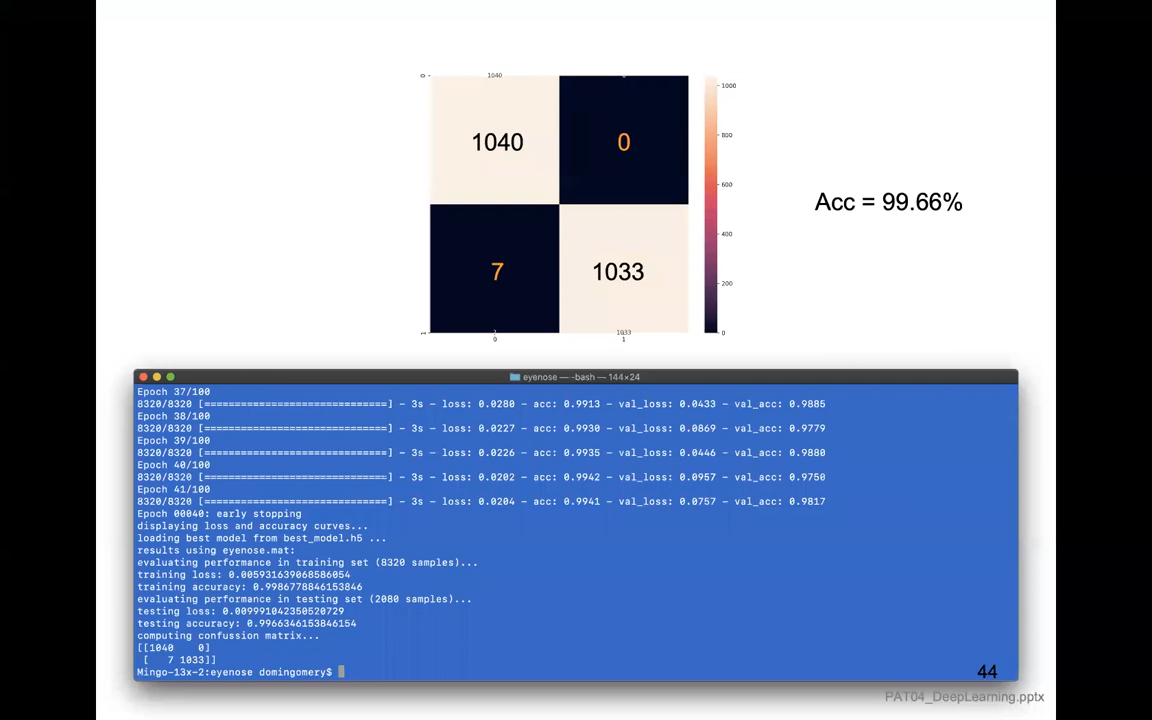 0
1040
0
1040
0
7
1033
1
7
1033
0
1
1000
800
600
400
200
0
Acc = 99.66%
eyenose — -bash — 144×24
Epoch 37/100
8320/8320 [==============================] - 3s - loss: 0.0280 - acc: 0.9913 - val_loss: 0.0433 - val_acc: 0.9885
Epoch 38/100
8320/8320 [==============================] - 3s - loss: 0.0227 - acc: 0.9930 - val_loss: 0.0869 - val_acc: 0.9779
Epoch 39/100
8320/8320 [==============================] - 3s - loss: 0.0226 - acc: 0.9935 - val_loss: 0.0446 - val_acc: 0.9880
Epoch 40/100
8320/8320 [==============================] - 3s - loss: 0.0202 - acc: 0.9942 - val_loss: 0.0957 - val_acc: 0.9750
Epoch 41/100
8320/8320 [==============================] - 3s - loss: 0.0204 - acc: 0.9941 - val_loss: 0.0757 - val_acc: 0.9817
Epoch 00040: early stopping
displaying loss and accuracy curves...
loading best model from best_model.h5 ...
results using eyenose.mat:
evaluating performance in training set (8320 samples)...
training loss: 0.005931639068586054
training accuracy: 0.9986778846153846
evaluating performance in testing set (2080 samples)...
testing loss: 0.009991042350520729
testing accuracy: 0.9966346153846154
computing confussion matrix...
[[1040    0]
 [   7 1033]]
Mingo-13x-2:eyenose domingomery$
44
PAT04_DeepLearning.pptx